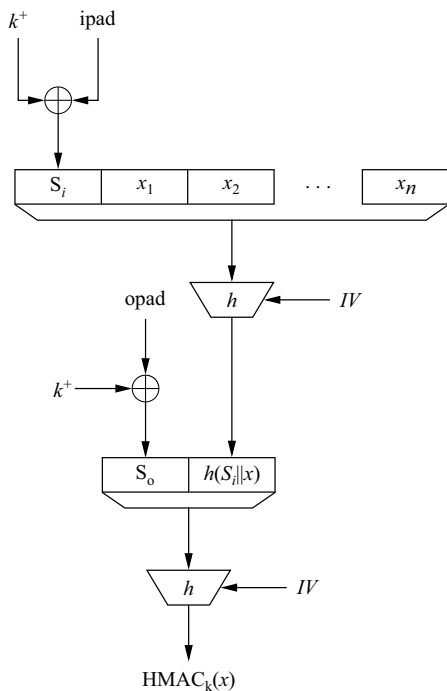 k⁺ ipad
Sᵢ x₁ x₂ . . . xₙ
h IV
opad
k⁺
Sₒ h(Sᵢ||x)
h IV
HMACₖ(x)